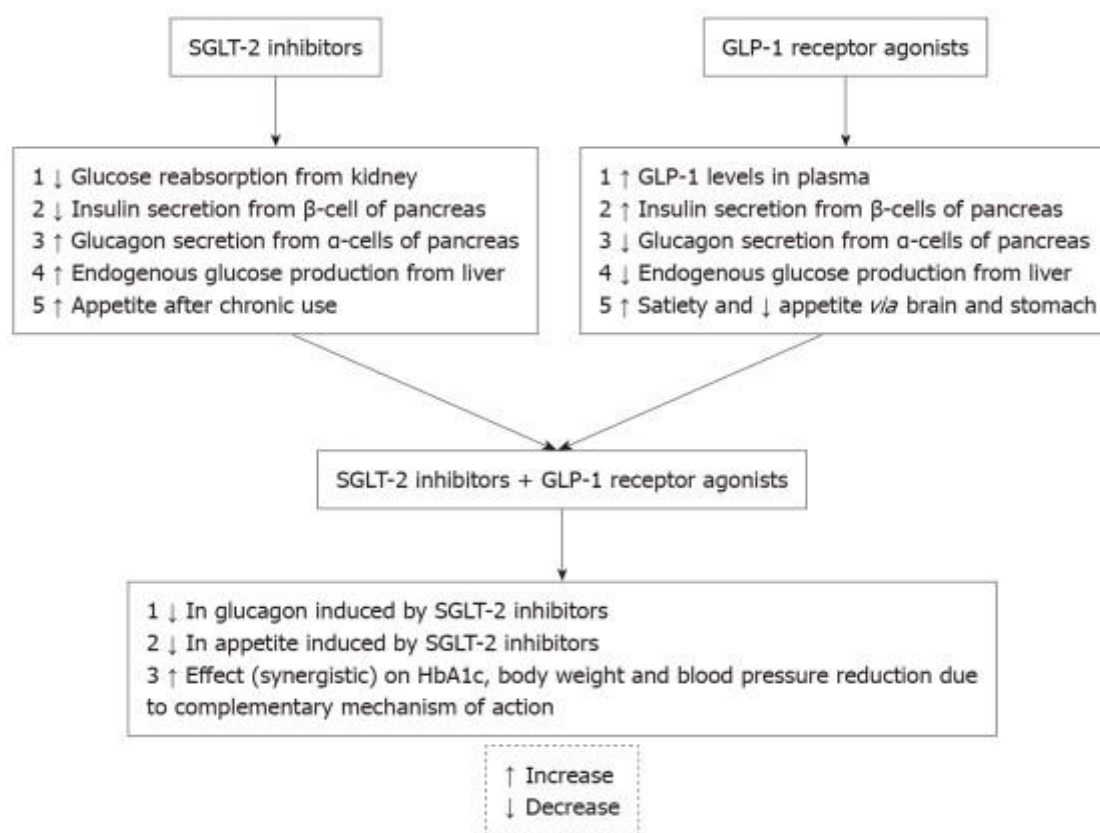 SGLT-2 inhibitors
GLP-1 receptor agonists
1 ↓ Glucose reabsorption from kidney
2 ↓ Insulin secretion from β-cell of pancreas
3 ↑ Glucagon secretion from α-cells of pancreas
4 ↑ Endogenous glucose production from liver
5 ↑ Appetite after chronic use
1 ↑ GLP-1 levels in plasma
2 ↑ Insulin secretion from β-cells of pancreas
3 ↓ Glucagon secretion from α-cells of pancreas
4 ↓ Endogenous glucose production from liver
5 ↑ Satiety and ↓ appetite via brain and stomach
SGLT-2 inhibitors + GLP-1 receptor agonists
1 ↓ In glucagon induced by SGLT-2 inhibitors
2 ↓ In appetite induced by SGLT-2 inhibitors
3 ↑ Effect (synergistic) on HbA1c, body weight and blood pressure reduction due
to complementary mechanism of action
↑ Increase
↓ Decrease